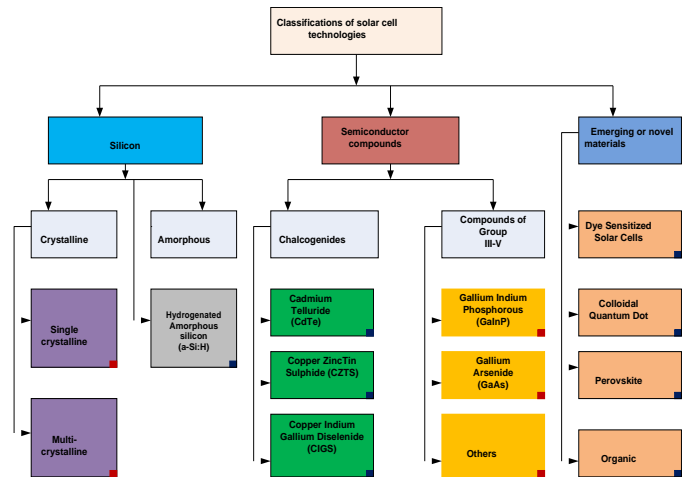 Classifications of solar cell
technologies
Silicon
Semiconductor
compounds
Emerging or novel
materials
Crystalline
Amorphous
Chalcogenides
Compounds of
Group
III-V
Dye Sensitized
Solar Cells
Single
crystalline
Hydrogenated
Amorphous
silicon
(a-Si:H)
Cadmium
Telluride
(CdTe)
Gallium Indium
Phosphorous
(GaInP)
Colloidal
Quantum Dot
Copper ZincTin
Sulphide (CZTS)
Gallium
Arsenide
(GaAs)
Perovskite
Multi-
crystalline
Copper Indium
Gallium Diselenide
(CIGS)
Others
Organic